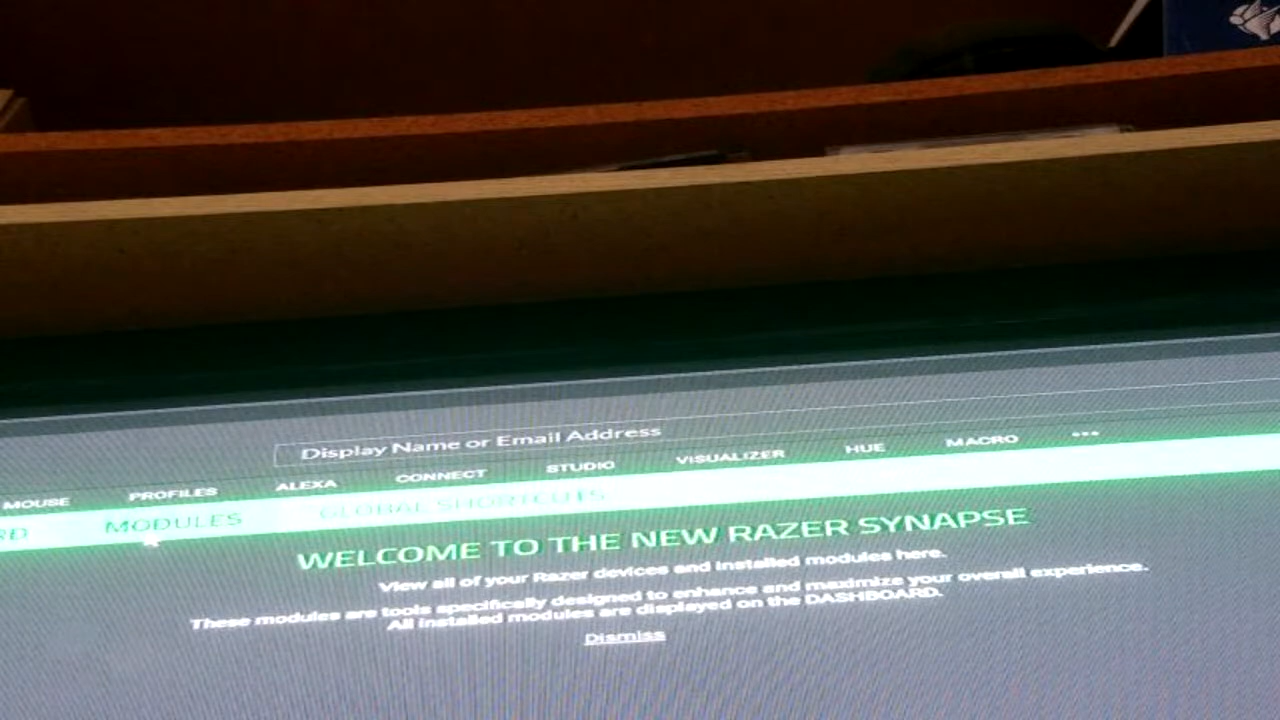 Display Name or Email Address
MOUSE PROFILES ALEXA CONNECT STUDIO VISUALIZER HUE MACRO •••
RD MODULES GLOBAL SHORTCUTS
WELCOME TO THE NEW RAZER SYNAPSE
View all of your Razer devices and installed modules here.
These modules are tools specifically designed to enhance and maximize your overall experience.
All installed modules are displayed on the DASHBOARD.
Dismiss